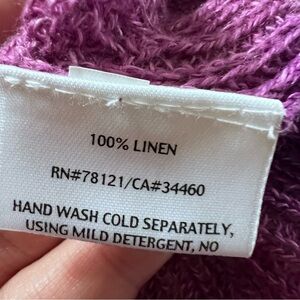 100% LINEN
RN#78121/CA#34460
HAND WASH COLD SEPARATELY,
USING MILD DETERGENT, NO